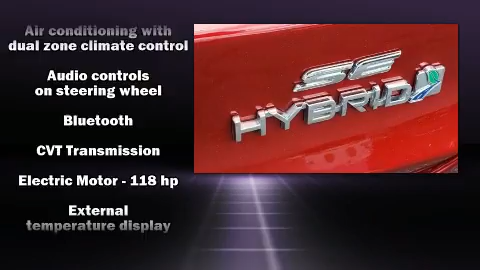 Air conditioning with
dual zone climate control
Audio controls
on steering wheel
Bluetooth
CVT Transmission
Electric Motor - 118 hp
External
temperature display
SE
HYBRID